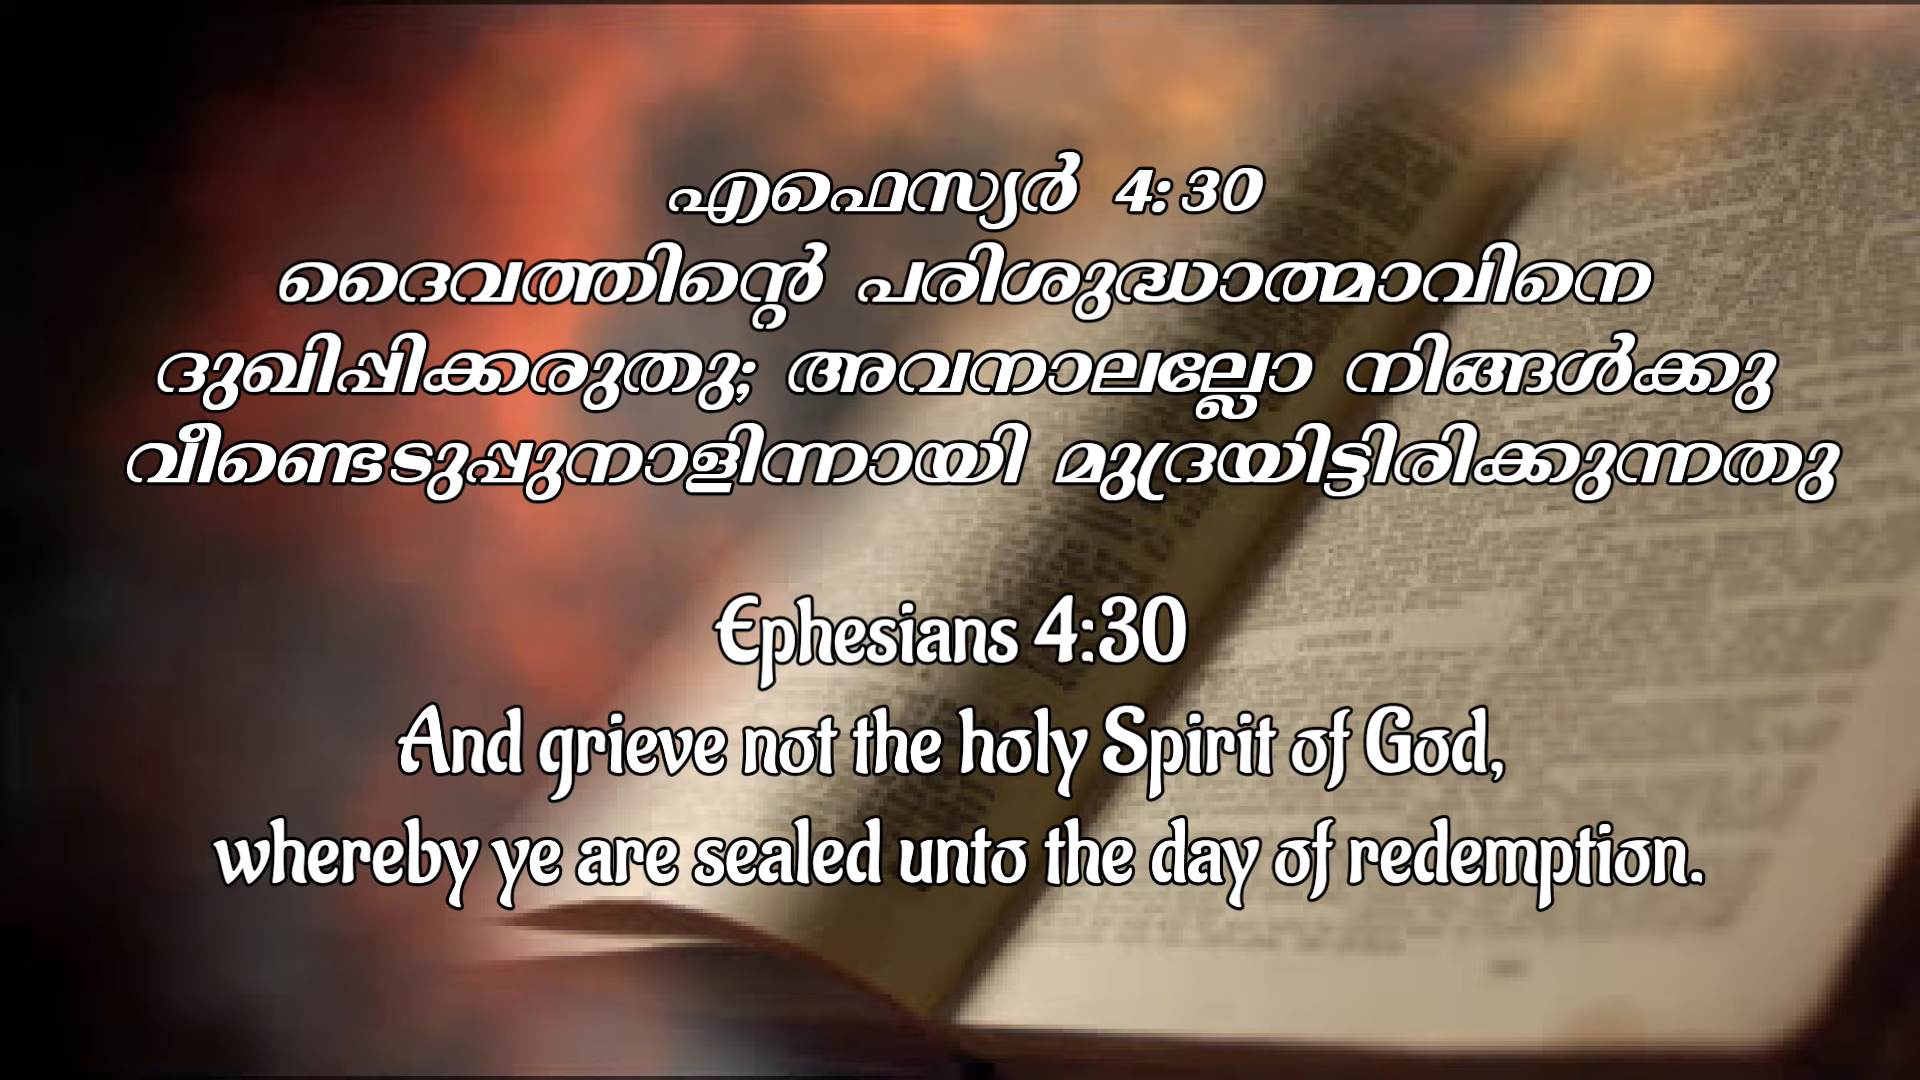 എഫെസ്യർ 4:30
ദൈവത്തിന്റെ പരിശുദ്ധാത്മാവിനെ
ദുഖിപ്പിക്കരുതു; അവനാലല്ലോ നിങ്ങൾക്കു
വീണ്ടെടുപ്പുനാളിന്നായി മുദ്രയിട്ടിരിക്കുന്നതു
Ephesians 4:30
And grieve not the holy Spirit of God,
whereby ye are sealed unto the day of redemption.